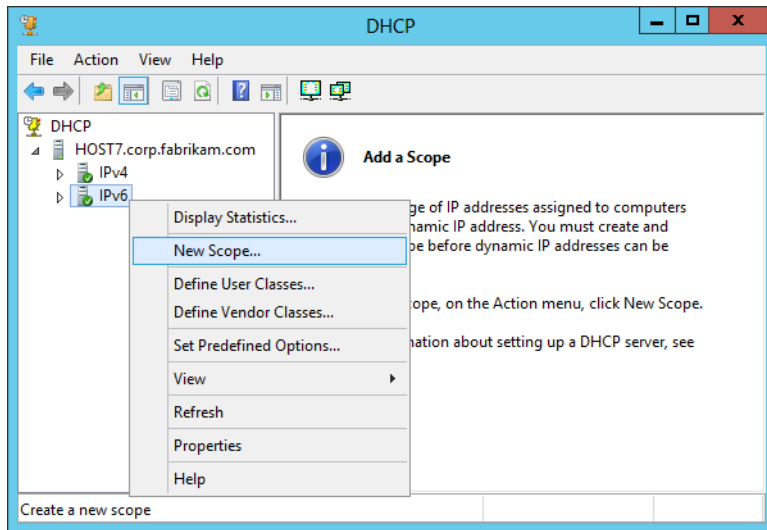 DHCP
File Action View Help
DHCP
HOST7.corp.fabrikam.com
IPv4
IPv6
Add a Scope
ge of IP addresses assigned to computers
namic IP address. You must create and
pe before dynamic IP addresses can be
ope, on the Action menu, click New Scope.
nation about setting up a DHCP server, see
Display Statistics...
New Scope...
Define User Classes...
Define Vendor Classes...
Set Predefined Options...
View
Refresh
Properties
Help
Create a new scope